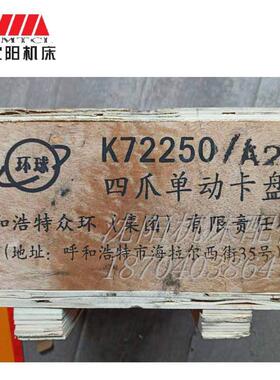 MTCI
沈阳机床
环球
K72250/A2
四爪单动卡盘
和浩特众环(集团)有限责任
(地址:呼和浩特市海拉尔西街35号)
18704038640